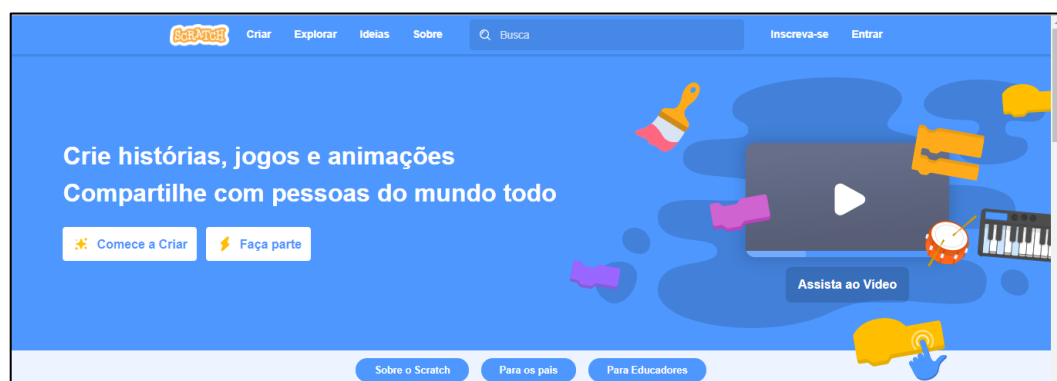 SCRATCH Criar Explorar Ideias Sobre Busca Inscreva-se Entrar
Crie histórias, jogos e animações
Compartilhe com pessoas do mundo todo
Comece a Criar Faça parte
Assista ao Vídeo
Sobre o Scratch Para os pais Para Educadores